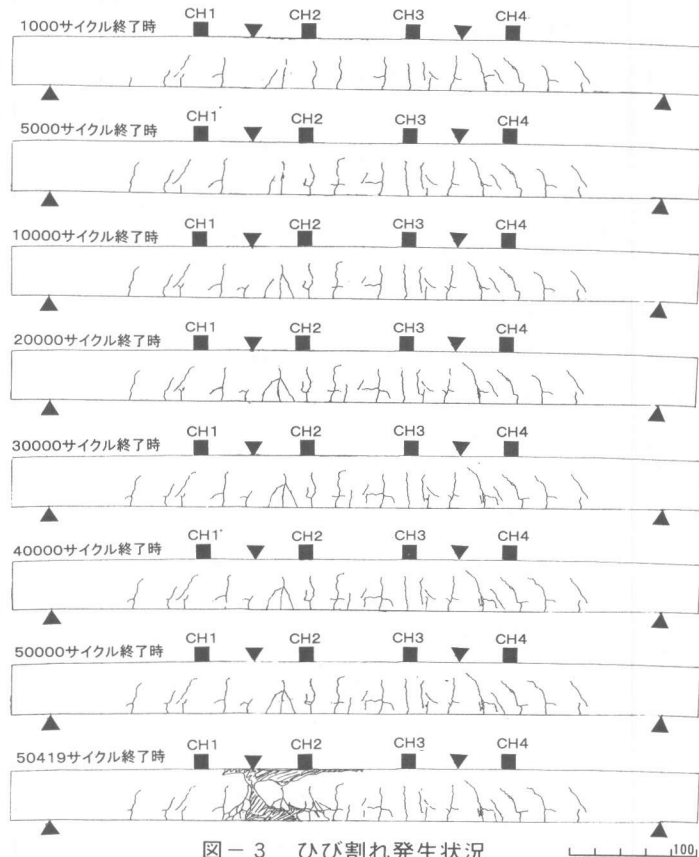 CH1 CH2 CH3 CH4
1000サイクル終了時
CH1 CH2 CH3 CH4
5000サイクル終了時
CH1 CH2 CH3 CH4
10000サイクル終了時
CH1 CH2 CH3 CH4
20000サイクル終了時
CH1 CH2 CH3 CH4
30000サイクル終了時
CH1 CH2 CH3 CH4
40000サイクル終了時
CH1 CH2 CH3 CH4
50000サイクル終了時
CH1 CH2 CH3 CH4
50419サイクル終了時
図-3 ひび割れ発生状況
100